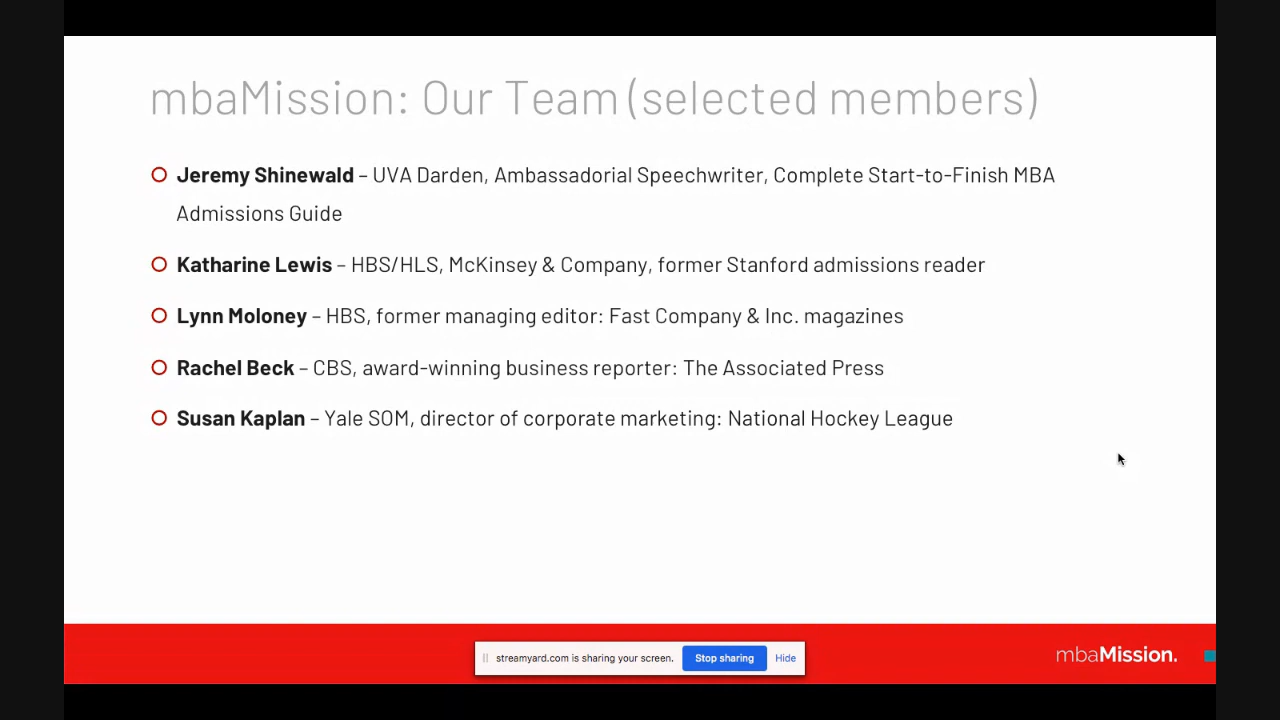 mbaMission: Our Team (selected members)
Jeremy Shinewald – UVA Darden, Ambassadorial Speechwriter, Complete Start-to-Finish MBA
Admissions Guide
Katharine Lewis – HBS/HLS, McKinsey & Company, former Stanford admissions reader
Lynn Moloney – HBS, former managing editor: Fast Company & Inc. magazines
Rachel Beck – CBS, award-winning business reporter: The Associated Press
Susan Kaplan – Yale SOM, director of corporate marketing: National Hockey League
streamyard.com is sharing your screen. Stop sharing Hide
mbaMission.